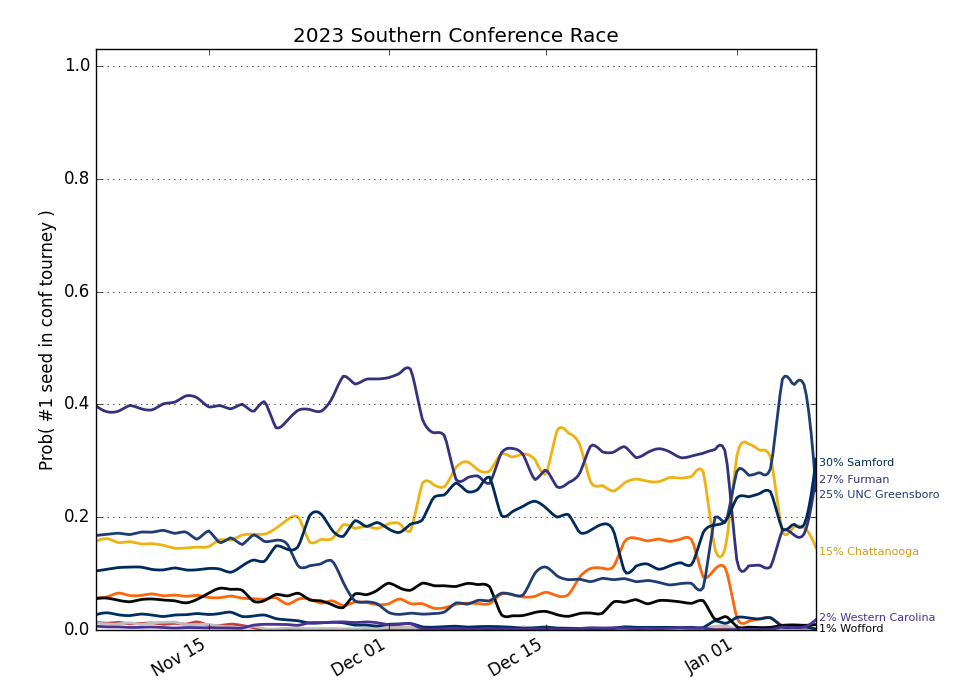 2023 Southern Conference Race
Prob( #1 seed in conf tourney )
1.0
0.8
0.6
0.4
0.2
0.0
Nov 15
Dec 01
Dec 15
Jan 01
30% Samford
27% Furman
25% UNC Greensboro
15% Chattanooga
2% Western Carolina
1% Wofford